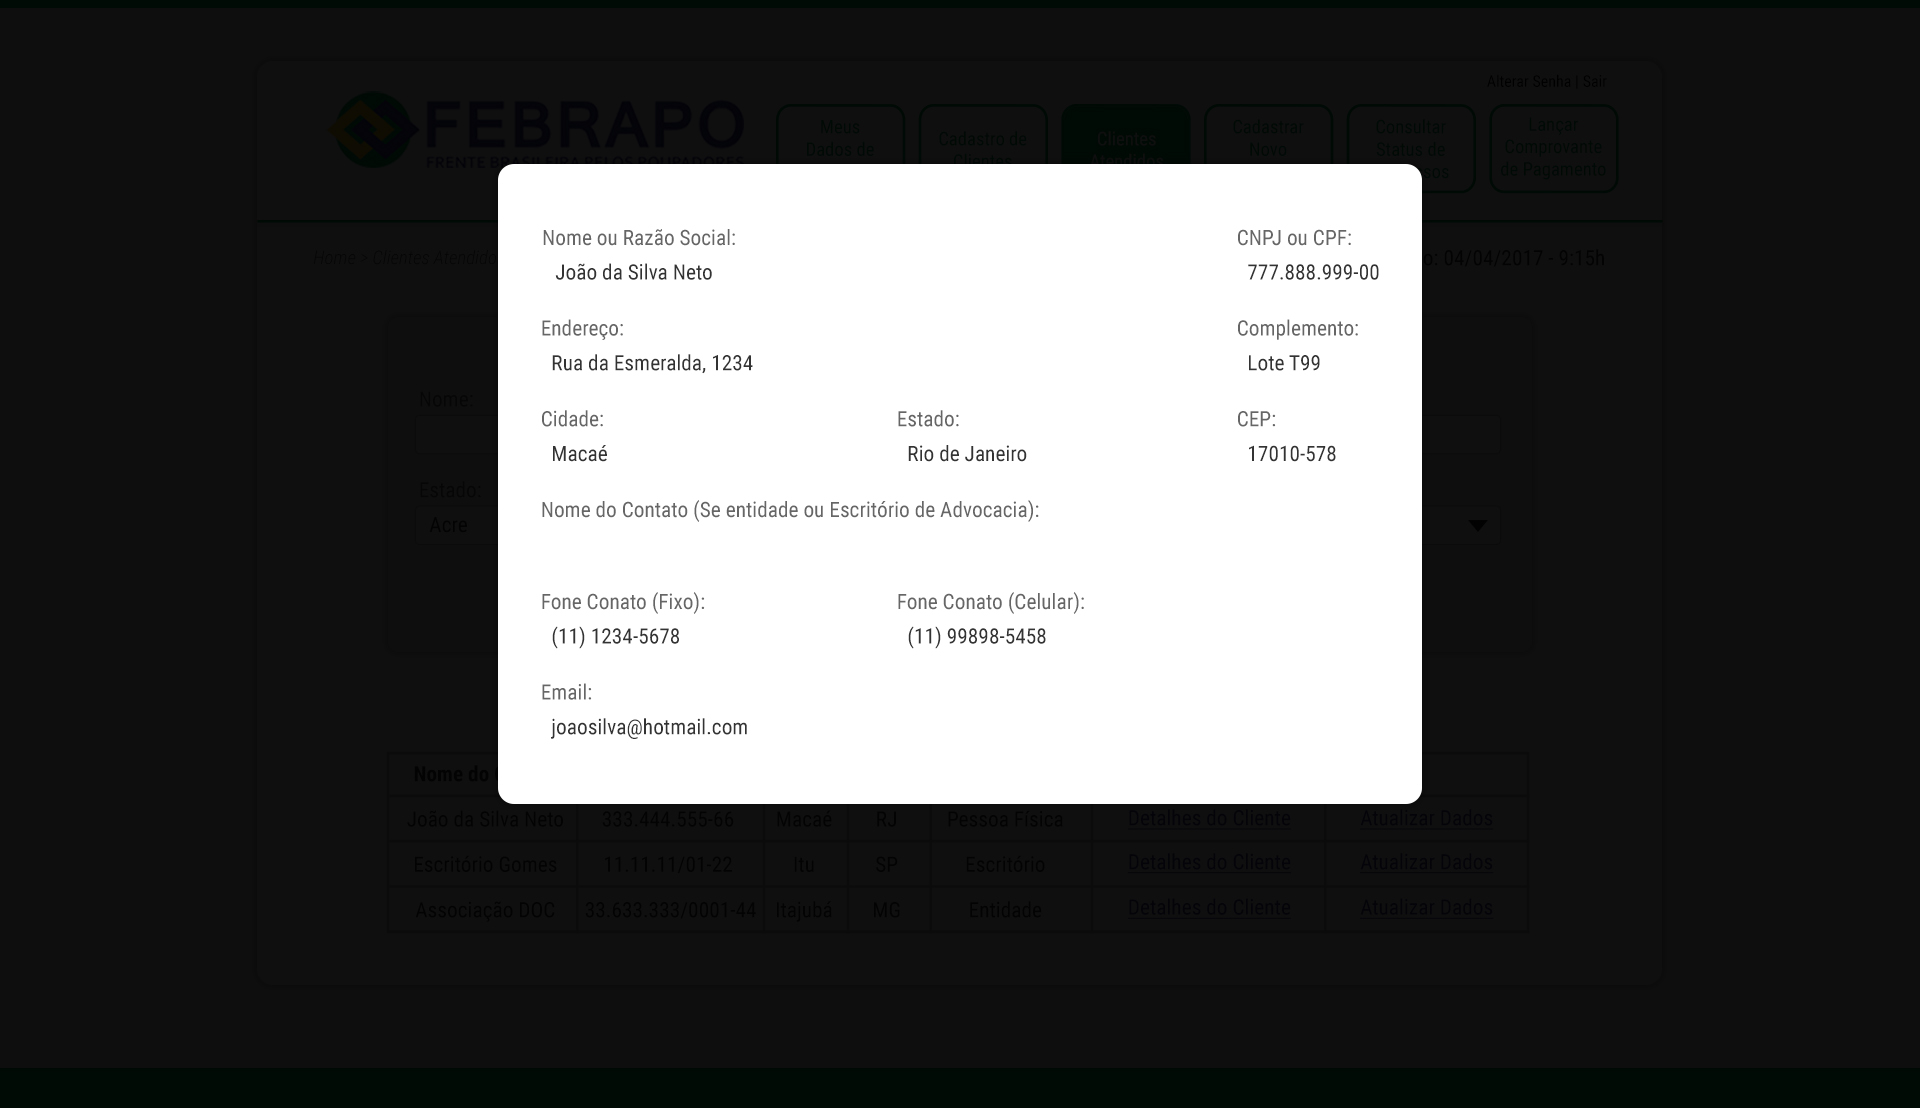 Alterar Senha | Sair
FEBRAPO
FRENTE BRASILEIRA PELOS POUPADORES
Meus
Dados de
Cadastro de
Clientes
Clientes
Atendidos
Cadastrar
Novo
Consultar
Status de
Lançar
Comprovante
de Pagamento
Home > Clientes Atendido
o: 04/04/2017 - 9:15h
Nome ou Razão Social:
CNPJ ou CPF:
João da Silva Neto
777.888.999-00
Endereço:
Complemento:
Rua da Esmeralda, 1234
Lote T99
Cidade:
Estado:
CEP:
Macaé
Rio de Janeiro
17010-578
Nome do Contato (Se entidade ou Escritório de Advocacia):
Fone Conato (Fixo):
Fone Conato (Celular):
(11) 1234-5678
(11) 99898-5458
Email:
joaosilva@hotmail.com
Nome:
Estado:
Acre
Nome do
João da Silva Neto 333.444.555-66 Macaé RJ Pessoa Física Detalhes do Cliente Atualizar Dados
Escritório Gomes 11.11.11/01-22 Itu SP Escritório Detalhes do Cliente Atualizar Dados
Associação DOC 33.633.333/0001-44 Itajubá MG Entidade Detalhes do Cliente Atualizar Dados